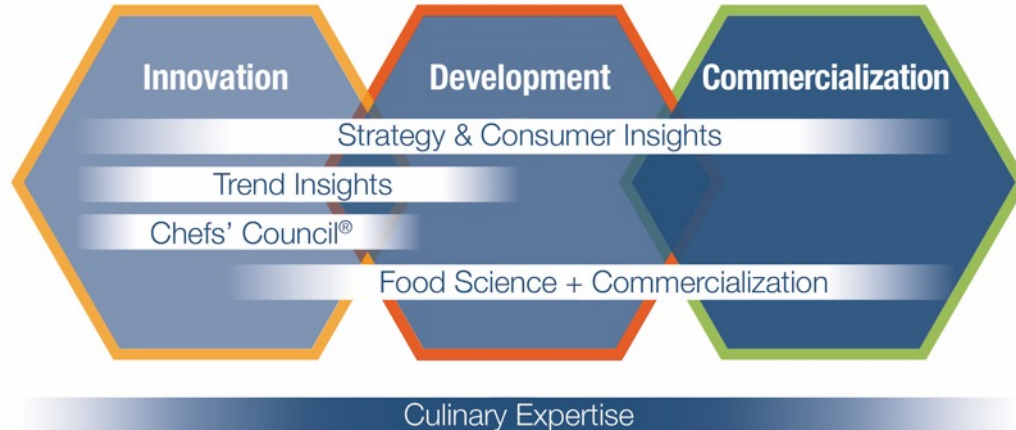 Innovation
Development
Commercialization
Strategy & Consumer Insights
Trend Insights
Chefs’ Council®
Food Science + Commercialization
Culinary Expertise